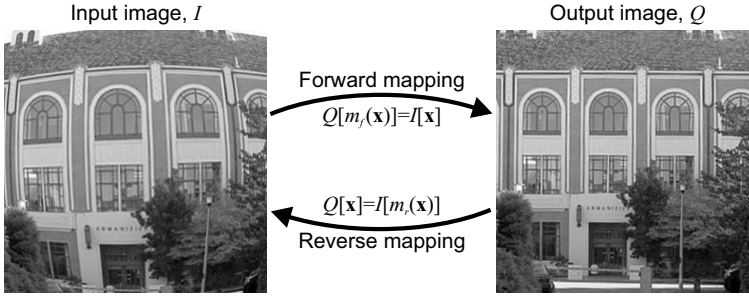 Input image, I
Output image, Q
Forward mapping
Q[m_f(x)]=I[x]
Q[x]=I[m_r(x)]
Reverse mapping